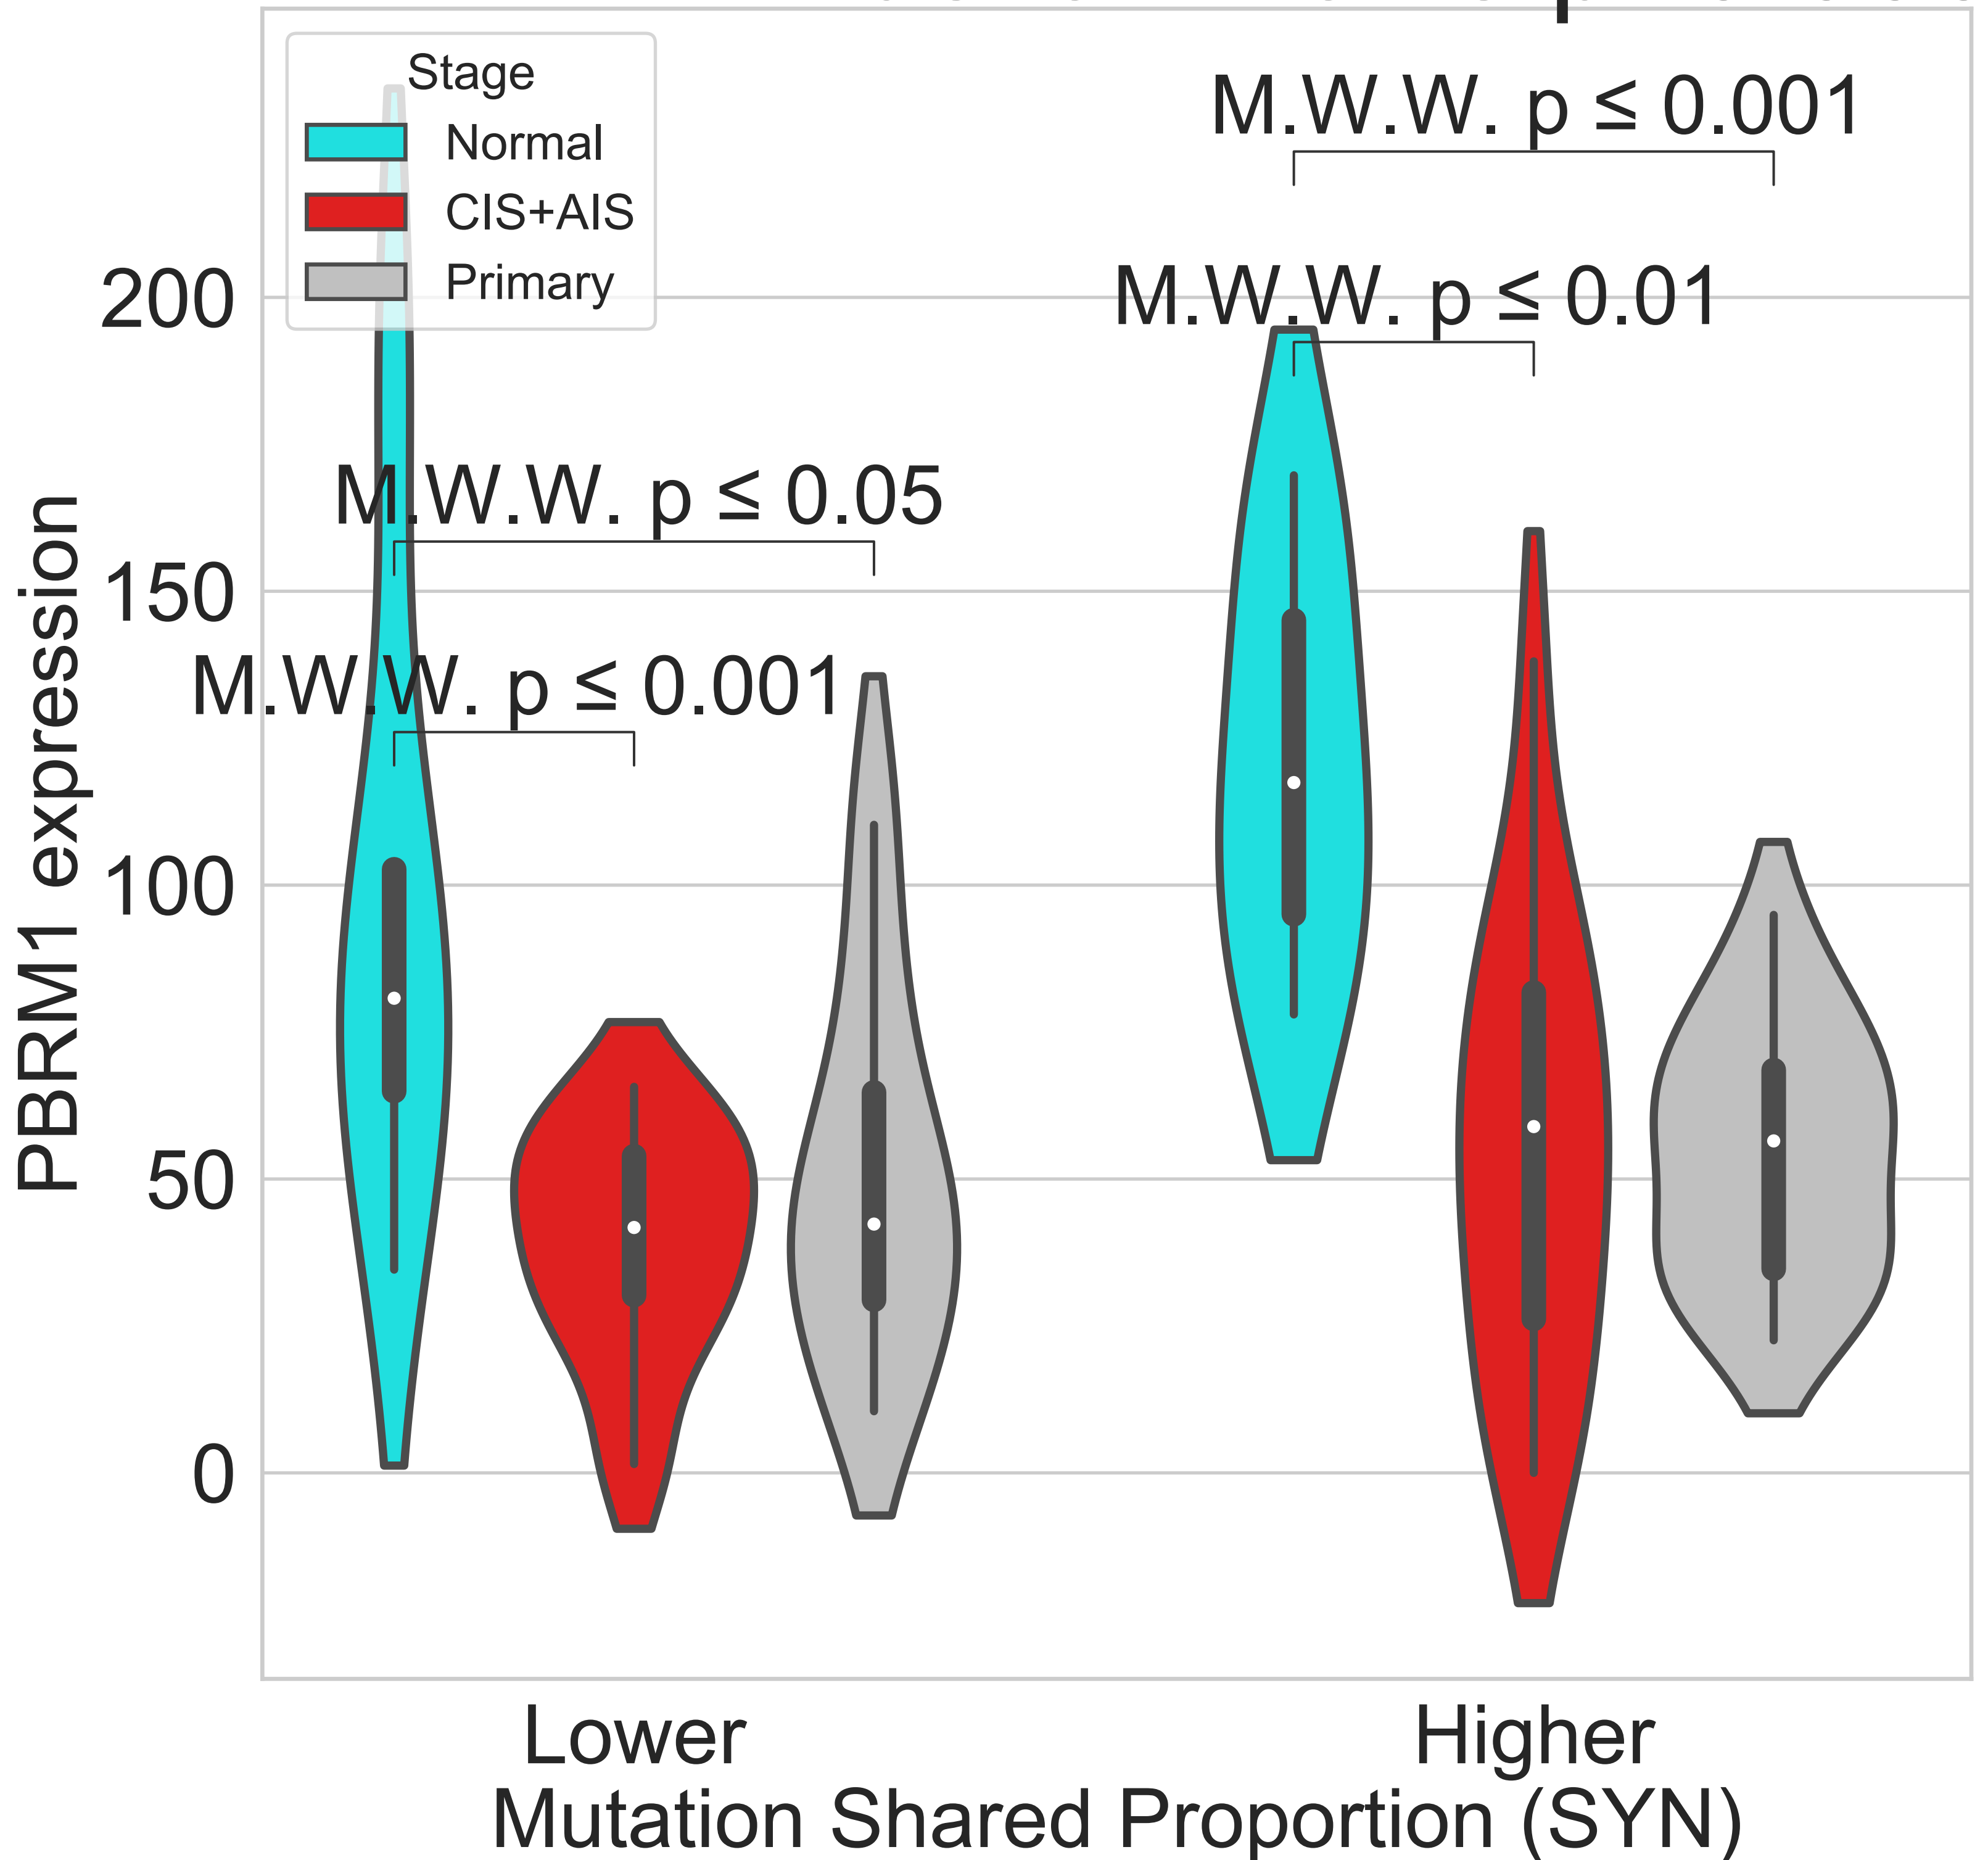 Stage
Normal
CIS+AIS
Primary
M.W.W. p ≤ 0.001
M.W.W. p ≤ 0.01
M.W.W. p ≤ 0.05
M.W.W. p ≤ 0.001
200
150
100
50
0
PBRM1 expression
Lower
Higher
Mutation Shared Proportion (SYN)